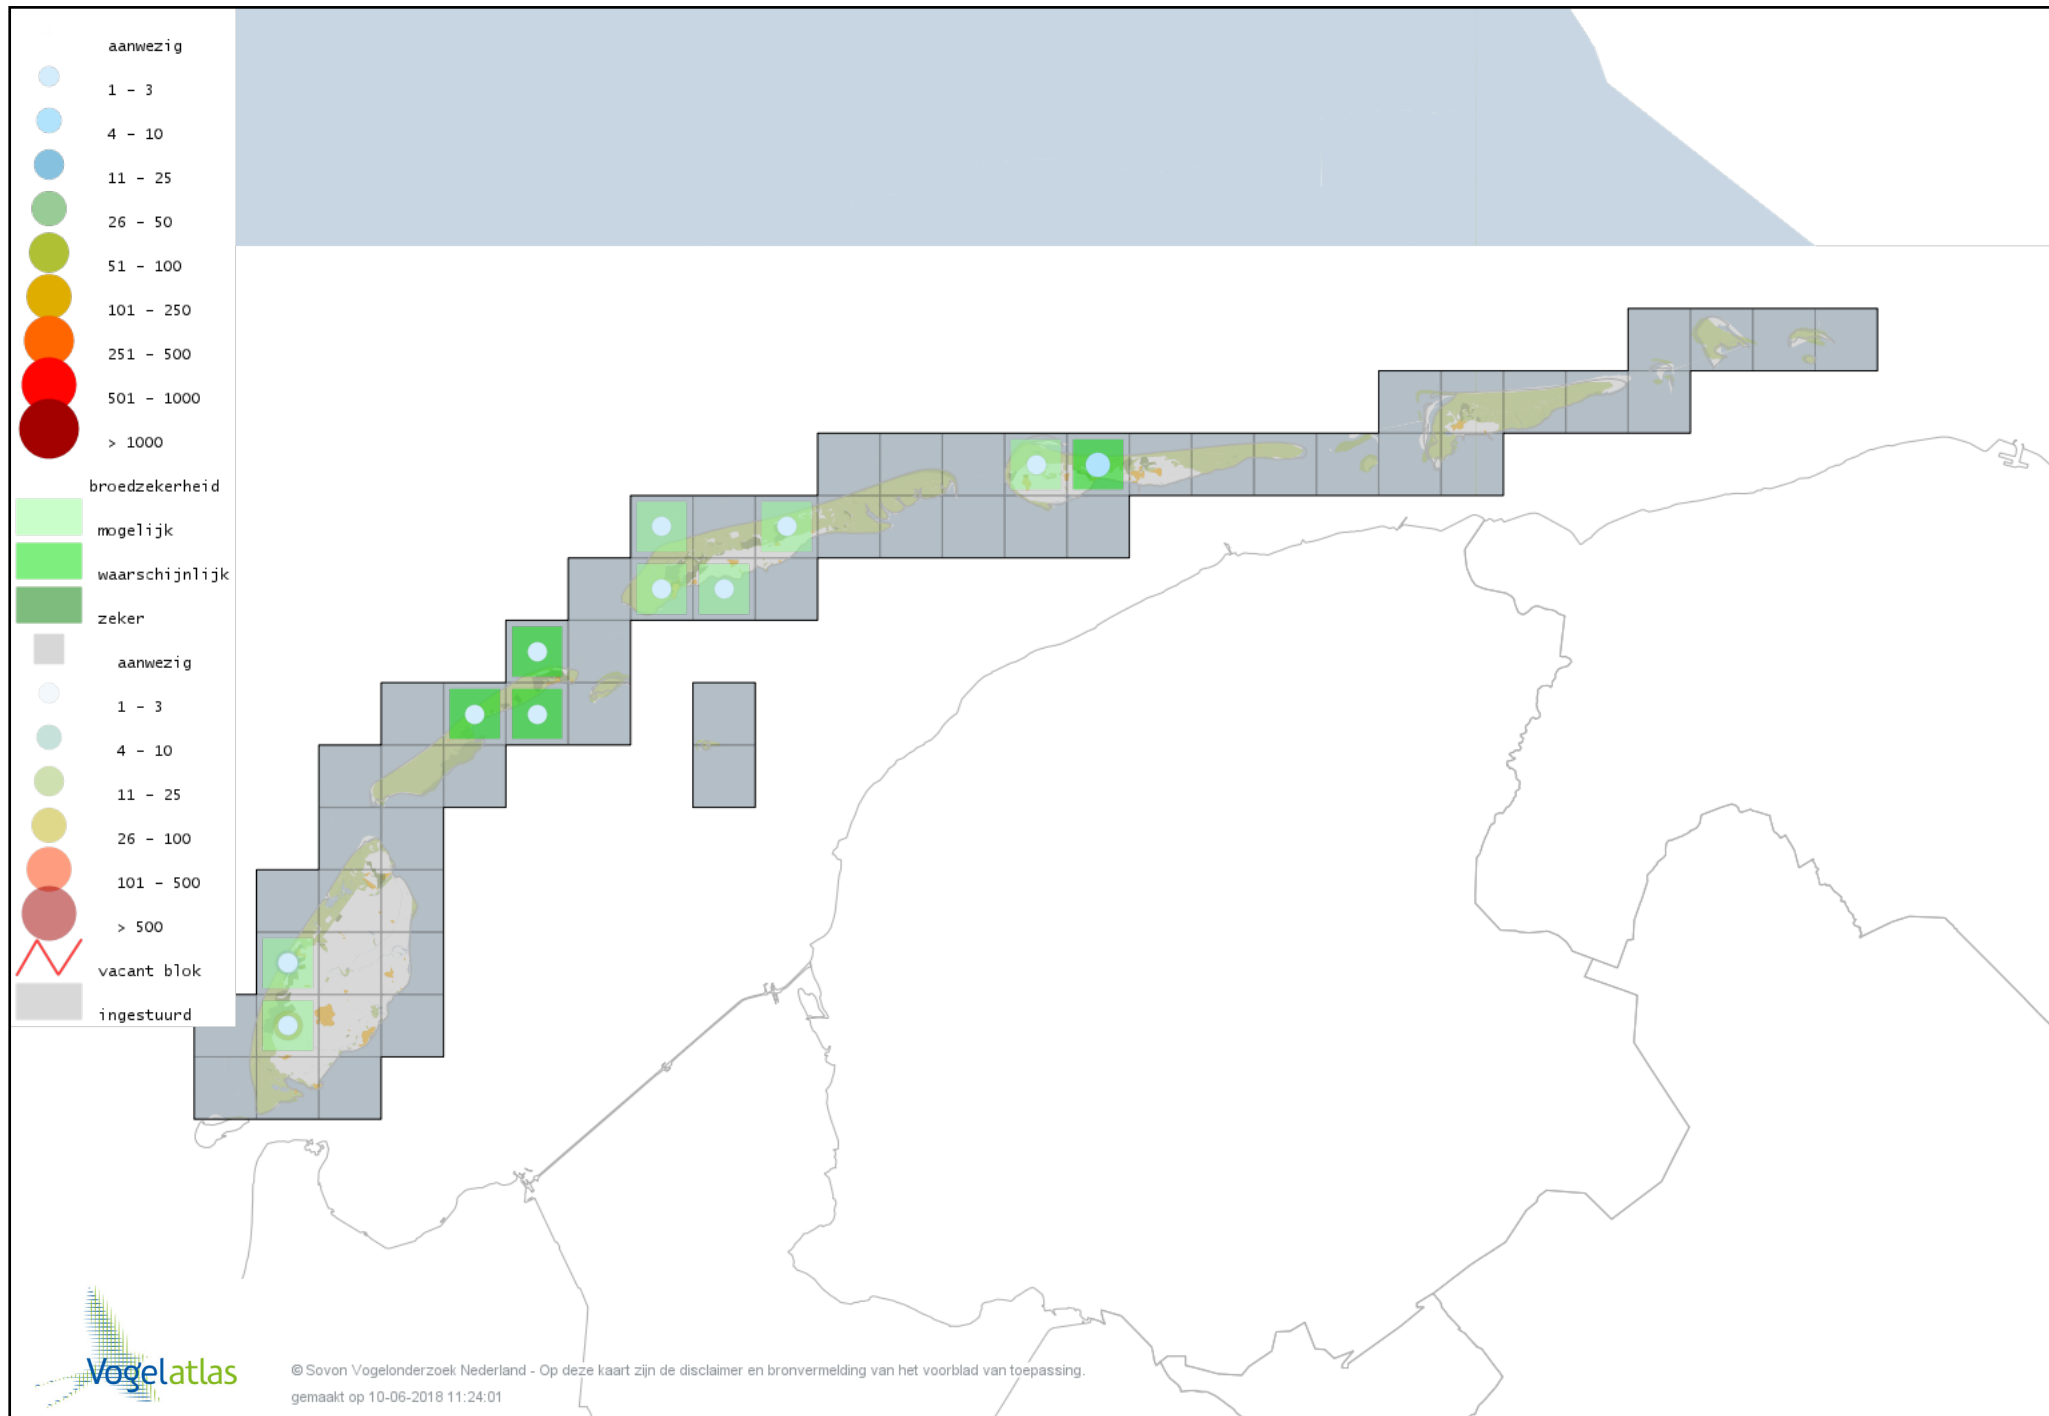 aanwezig
1 - 3
4 - 10
11 - 25
26 - 50
51 - 100
101 - 250
251 - 500
501 - 1000
> 1000
broedzekerheid
mogelijk
waarschijnlijk
zeker
aanwezig
1 - 3
4 - 10
11 - 25
26 - 100
101 - 500
> 500
vacant blok
ingestuurd
Vogelatlas
© Sovon Vogelonderzoek Nederland - Op deze kaart zijn de disclaimer en bronvermelding van het voorblad van toepassing.
gemaakt op 10-06-2018 11:24:01